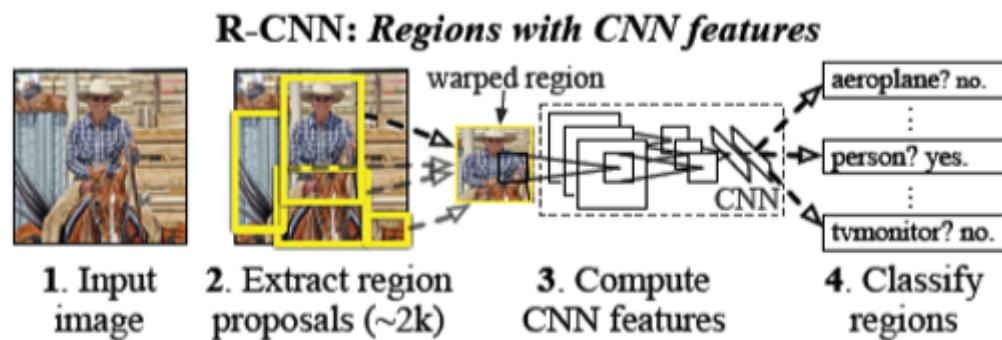 R-CNN: Regions with CNN features
warped region
aeroplane? no.
person? yes.
tvmonitor? no.
CNN
1. Input
image
2. Extract region
proposals (~2k)
3. Compute
CNN features
4. Classify
regions